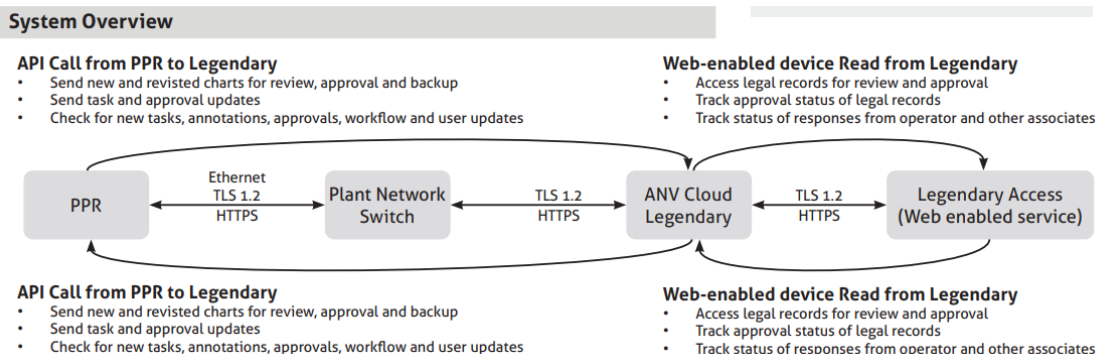 System Overview
API Call from PPR to Legendary
• Send new and revisted charts for review, approval and backup
• Send task and approval updates
• Check for new tasks, annotations, approvals, workflow and user updates
Web-enabled device Read from Legendary
• Access legal records for review and approval
• Track approval status of legal records
• Track status of responses from operator and other associates
PPR
Ethernet
TLS 1.2
HTTPS
Plant Network
Switch
TLS 1.2
HTTPS
ANV Cloud
Legendary
TLS 1.2
HTTPS
Legendary Access
(Web enabled service)
API Call from PPR to Legendary
• Send new and revisted charts for review, approval and backup
• Send task and approval updates
• Check for new tasks, annotations, approvals, workflow and user updates
Web-enabled device Read from Legendary
• Access legal records for review and approval
• Track approval status of legal records
• Track status of responses from operator and other associates